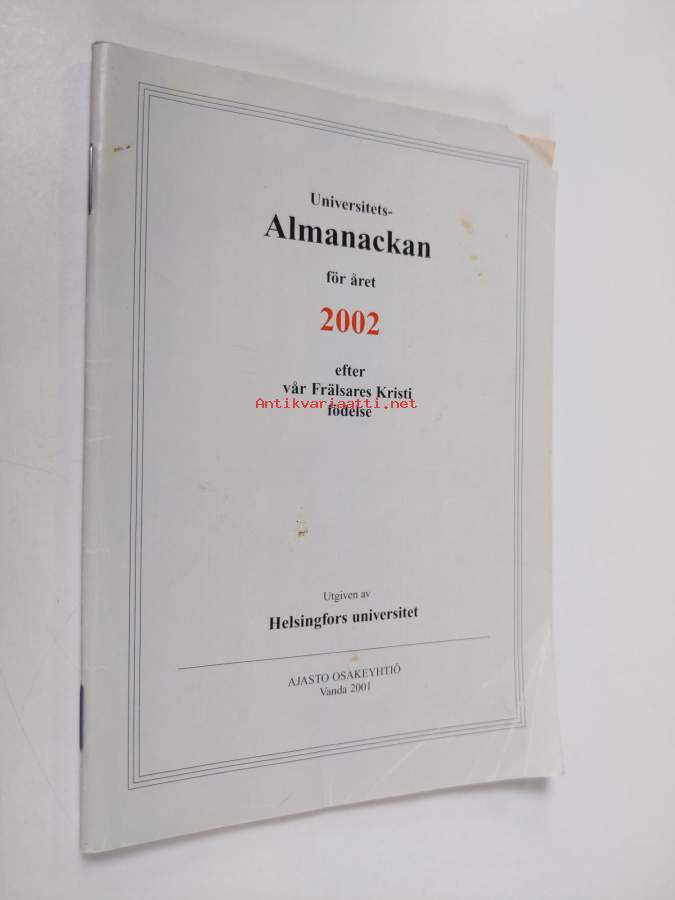 Universitets-
Almanackan
för året
2002
efter
vår Frälsares Kristi
Antikvariaatti.net
födelse
Utgiven av
Helsingfors universitet
AJASTO OSAKEYHTIÖ
Vanda 2001